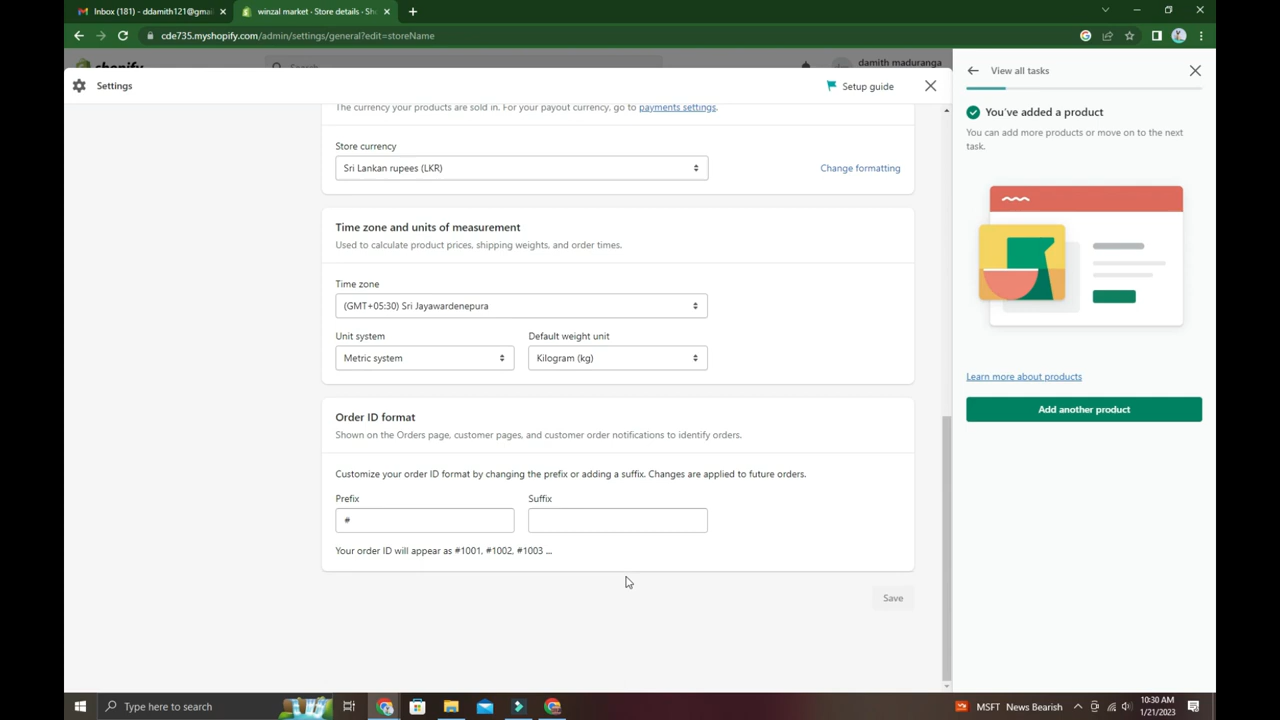 Inbox (181) - ddamith121@gmai
winzal market · Store details · Sh
cde735.myshopify.com/admin/settings/general?edit=storeName
shopify
Search
damith maduranga
Settings
Setup guide
The currency your products are sold in. For your payout currency, go to payments settings.
Store currency
Sri Lankan rupees (LKR)
Change formatting
Time zone and units of measurement
Used to calculate product prices, shipping weights, and order times.
Time zone
(GMT+05:30) Sri Jayawardenepura
Unit system
Default weight unit
Metric system
Kilogram (kg)
Order ID format
Shown on the Orders page, customer pages, and customer order notifications to identify orders.
Customize your order ID format by changing the prefix or adding a suffix. Changes are applied to future orders.
Prefix
Suffix
#
Your order ID will appear as #1001, #1002, #1003 ...
Save
View all tasks
You've added a product
You can add more products or move on to the next
task.
Learn more about products
Add another product
Type here to search
MSFT News Bearish
10:30 AM
1/21/2023